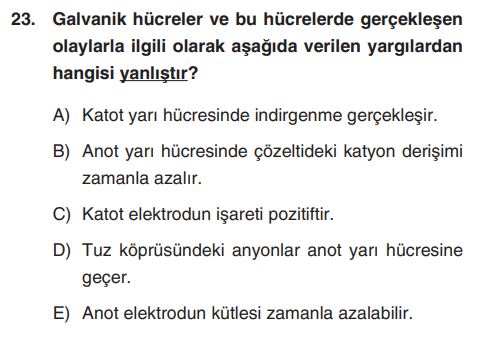 23. Galvanik hücreler ve bu hücrelerde gerçekleşen
olaylarla ilgili olarak aşağıda verilen yargılardan
hangisi yanlıştır?
A) Katot yarı hücresinde indirgenme gerçekleşir.
B) Anot yarı hücresinde çözeltideki katyon derişimi
zamanla azalır.
C) Katot elektrodun işareti pozitiftir.
D) Tuz köprüsündeki anyonlar anot yarı hücresine
geçer.
E) Anot elektrodun kütlesi zamanla azalabilir.